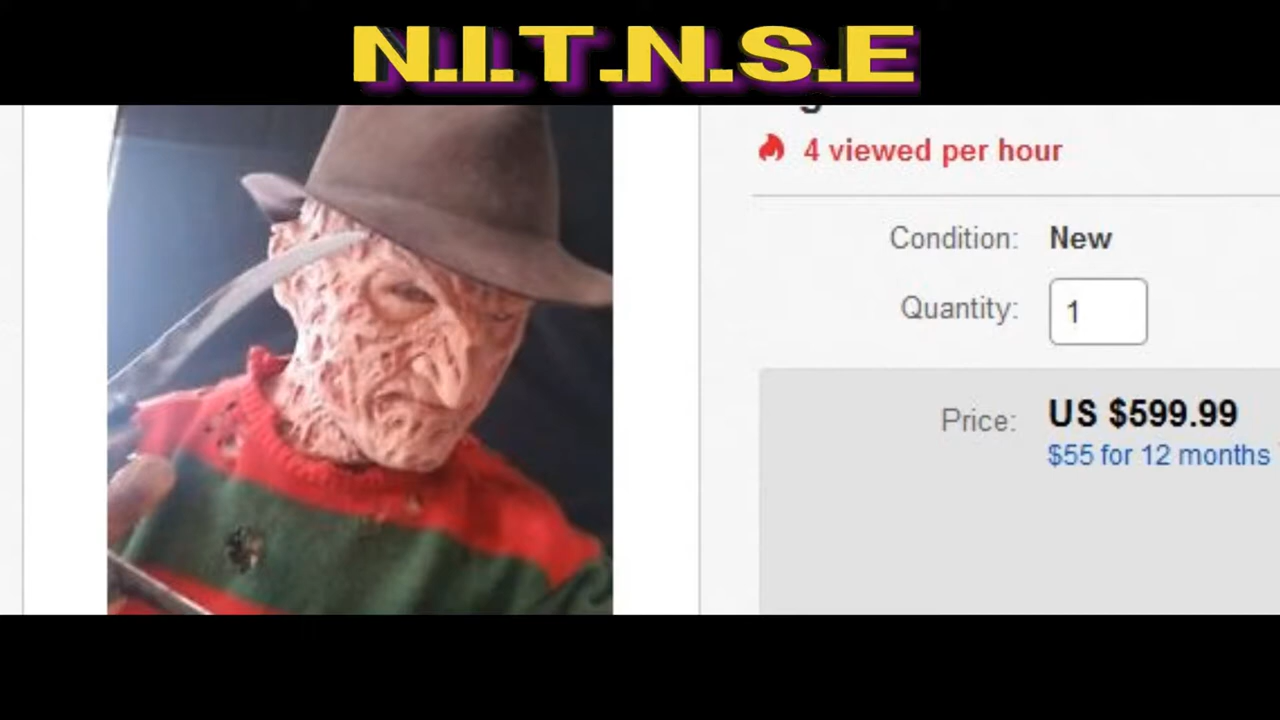 N.I.T.N.S.E
4 viewed per hour
Condition: New
Quantity: 1
Price: US $599.99
$55 for 12 months